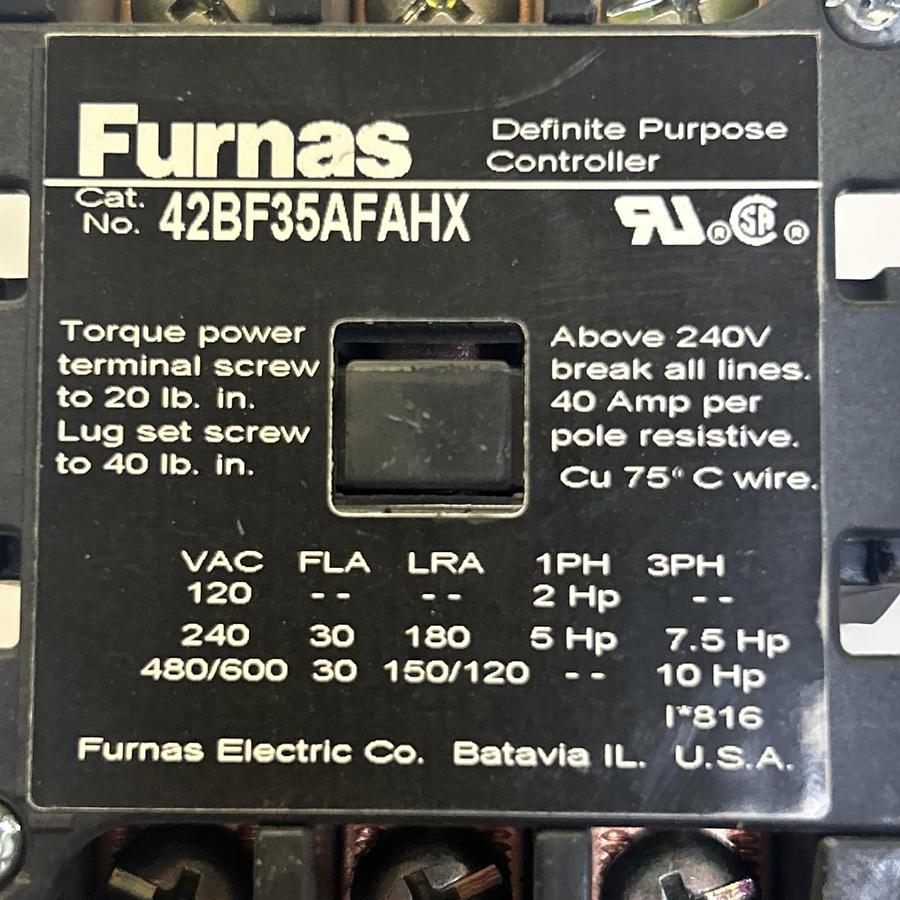 Furnas
Definite Purpose
Controller
Cat.
No. 42BF35AFAHX
RU® SA ®
Torque power
terminal screw
to 20 lb. in.
Lug set screw
to 40 lb. in.
Above 240V
break all lines.
40 Amp per
pole resistive.
Cu 75° C wire.
VAC FLA LRA 1PH 3PH
120 -- -- 2 Hp --
240 30 180 5 Hp 7.5 Hp
480/600 30 150/120 -- 10 Hp
I*816
Furnas Electric Co. Batavia IL. U.S.A.